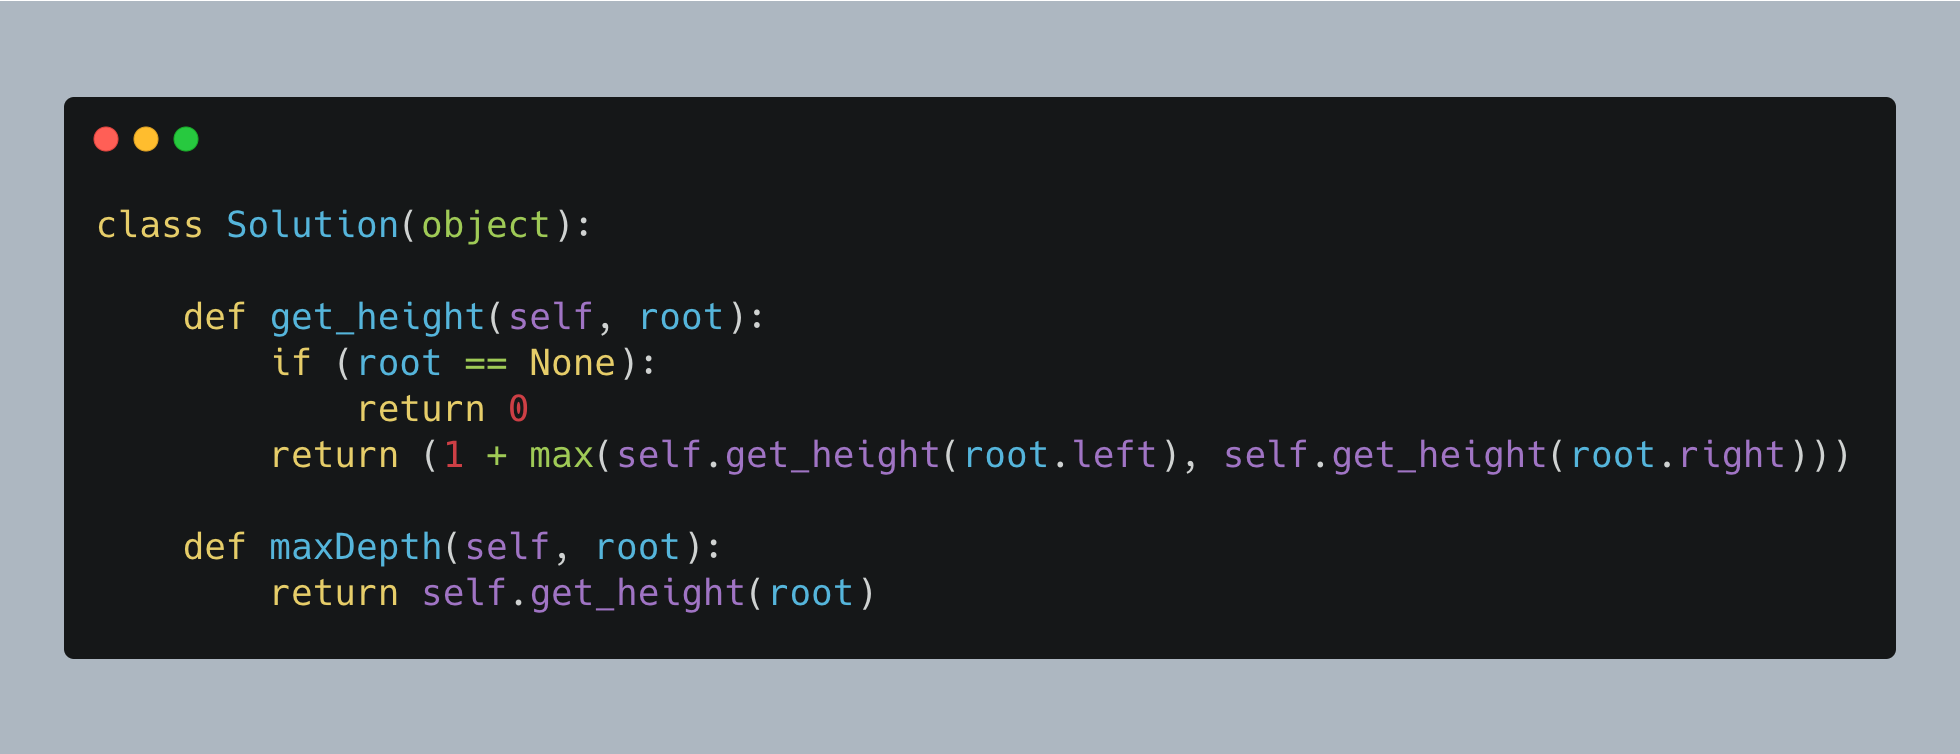 class Solution(object):
    def get_height(self, root):
        if (root == None):
            return 0
        return (1 + max(self.get_height(root.left), self.get_height(root.right)))
    def maxDepth(self, root):
        return self.get_height(root)